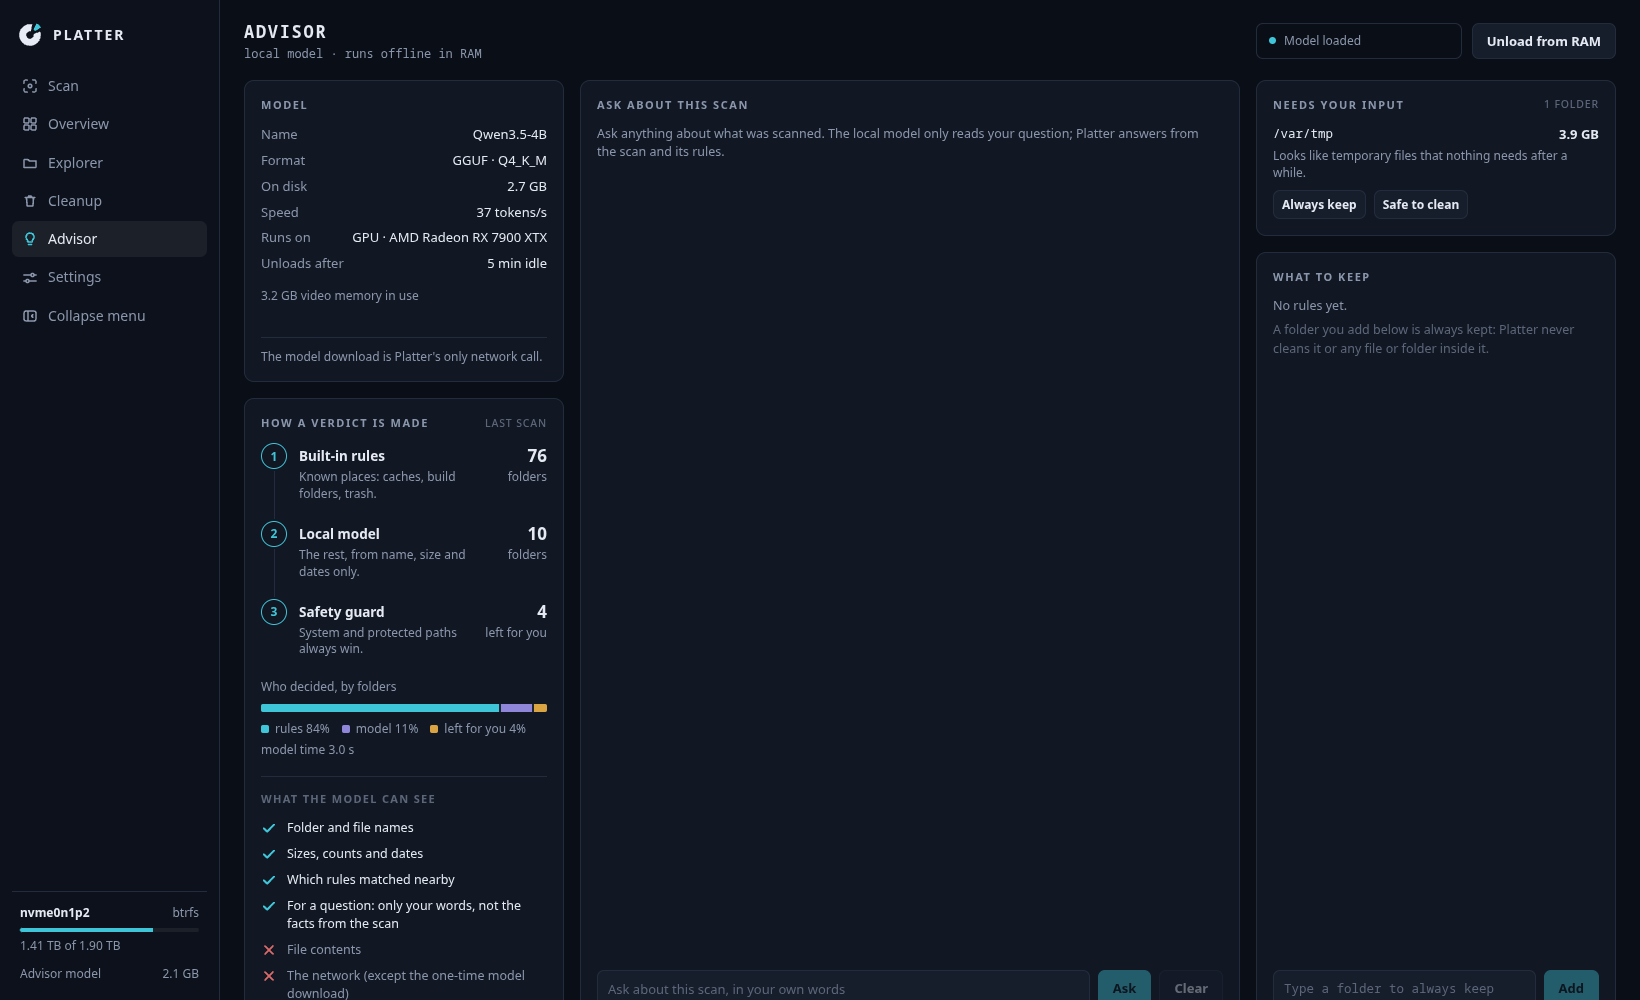 PLATTER
Scan
Overview
Explorer
Cleanup
Advisor
Settings
Collapse menu
nvme0n1p2 btrfs
1.41 TB of 1.90 TB
Advisor model 2.1 GB
ADVISOR
local model · runs offline in RAM
Model loaded
Unload from RAM
MODEL
Name Qwen3.5-4B
Format GGUF · Q4_K_M
On disk 2.7 GB
Speed 37 tokens/s
Runs on GPU · AMD Radeon RX 7900 XTX
Unloads after 5 min idle
3.2 GB video memory in use
The model download is Platter's only network call.
HOW A VERDICT IS MADE LAST SCAN
1 Built-in rules 76
Known places: caches, build folders
folders, trash.
2 Local model 10
The rest, from name, size and folders
dates only.
3 Safety guard 4
System and protected paths left for you
always win.
Who decided, by folders
rules 84% model 11% left for you 4%
model time 3.0 s
WHAT THE MODEL CAN SEE
Folder and file names
Sizes, counts and dates
Which rules matched nearby
For a question: only your words, not the
facts from the scan
File contents
The network (except the one-time model
download)
ASK ABOUT THIS SCAN
Ask anything about what was scanned. The local model only reads your question; Platter answers from
the scan and its rules.
Ask about this scan, in your own words
Ask
Clear
NEEDS YOUR INPUT 1 FOLDER
/var/tmp 3.9 GB
Looks like temporary files that nothing needs after a
while.
Always keep
Safe to clean
WHAT TO KEEP
No rules yet.
A folder you add below is always kept: Platter never
cleans it or any file or folder inside it.
Type a folder to always keep
Add